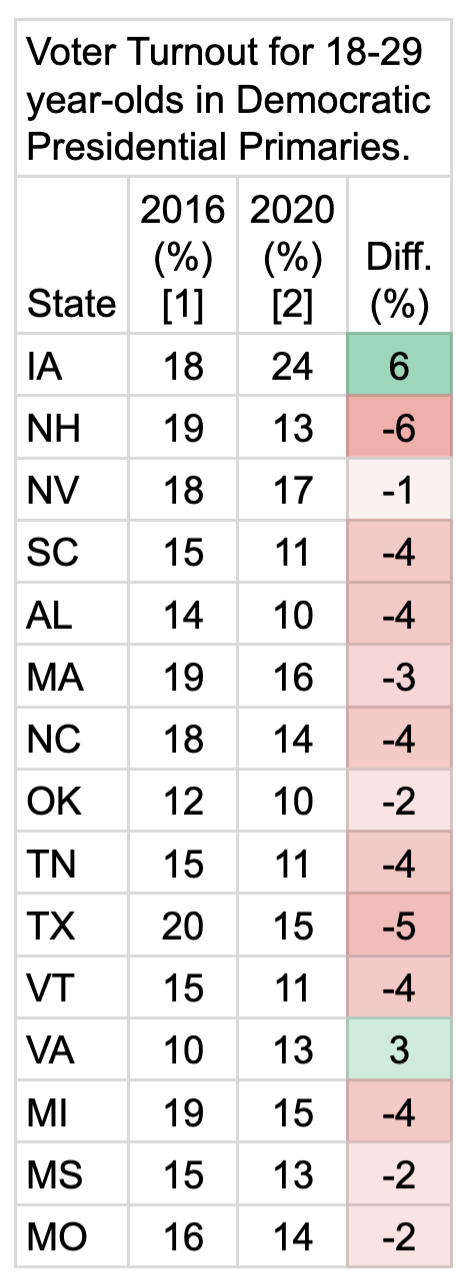 Voter Turnout for 18-29
year-olds in Democratic
Presidential Primaries.
State 2016 (%) [1] 2020 (%) [2] Diff. (%)
IA 18 24 6
NH 19 13 -6
NV 18 17 -1
SC 15 11 -4
AL 14 10 -4
MA 19 16 -3
NC 18 14 -4
OK 12 10 -2
TN 15 11 -4
TX 20 15 -5
VT 15 11 -4
VA 10 13 3
MI 19 15 -4
MS 15 13 -2
MO 16 14 -2